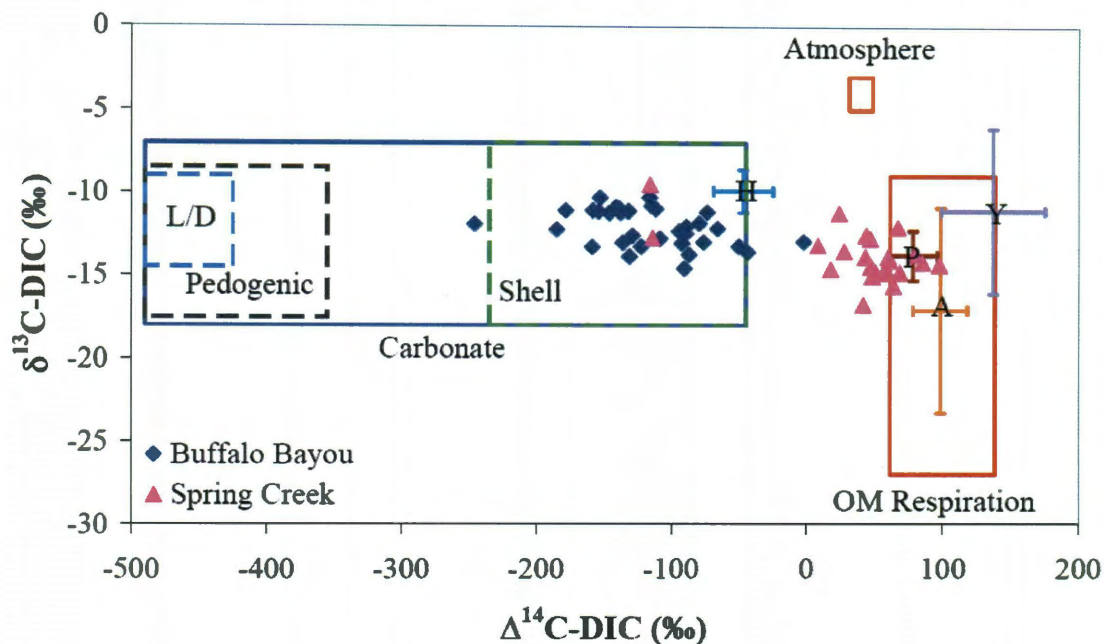 0
Atmosphere
-5
H
Y
-10
L/D
P
-15
Pedogenic
Shell
A
Carbonate
-20
δ¹³C-DIC (‰)
Buffalo Bayou
-25
Spring Creek
OM Respiration
-30
-500 -400 -300 -200 -100 0 100 200
Δ¹⁴C-DIC (‰)